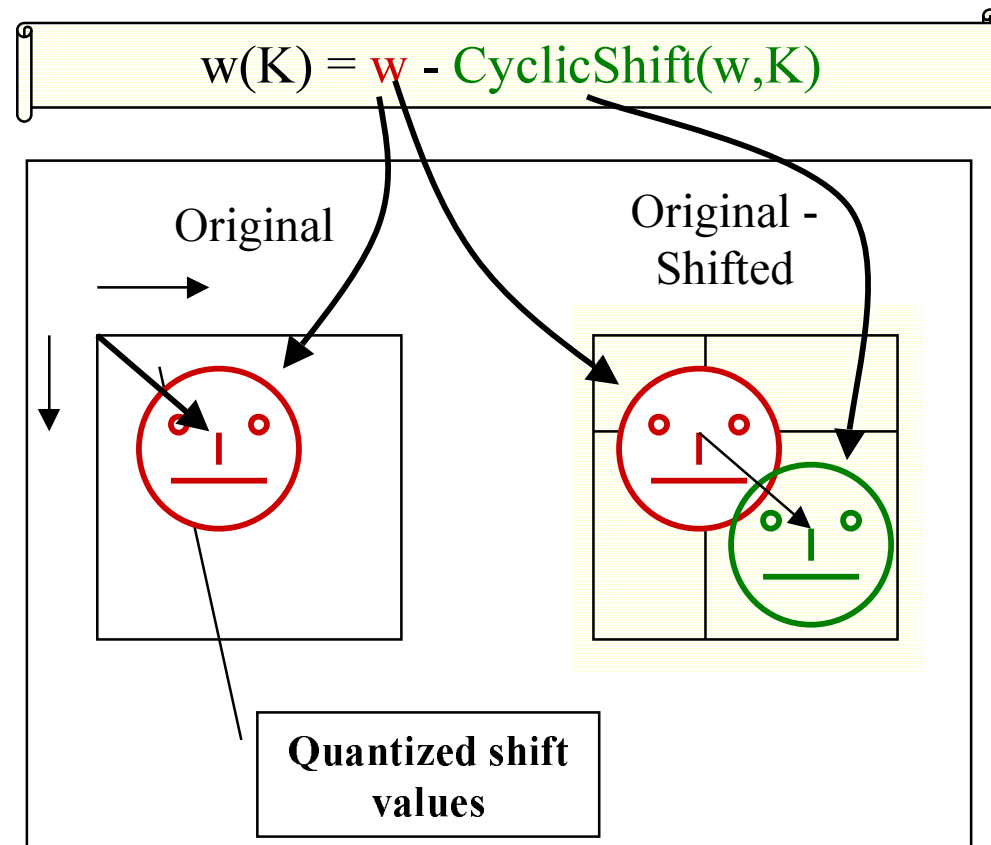 w(K) = w - CyclicShift(w,K)
Original
Original -
Shifted
Quantized shift
values